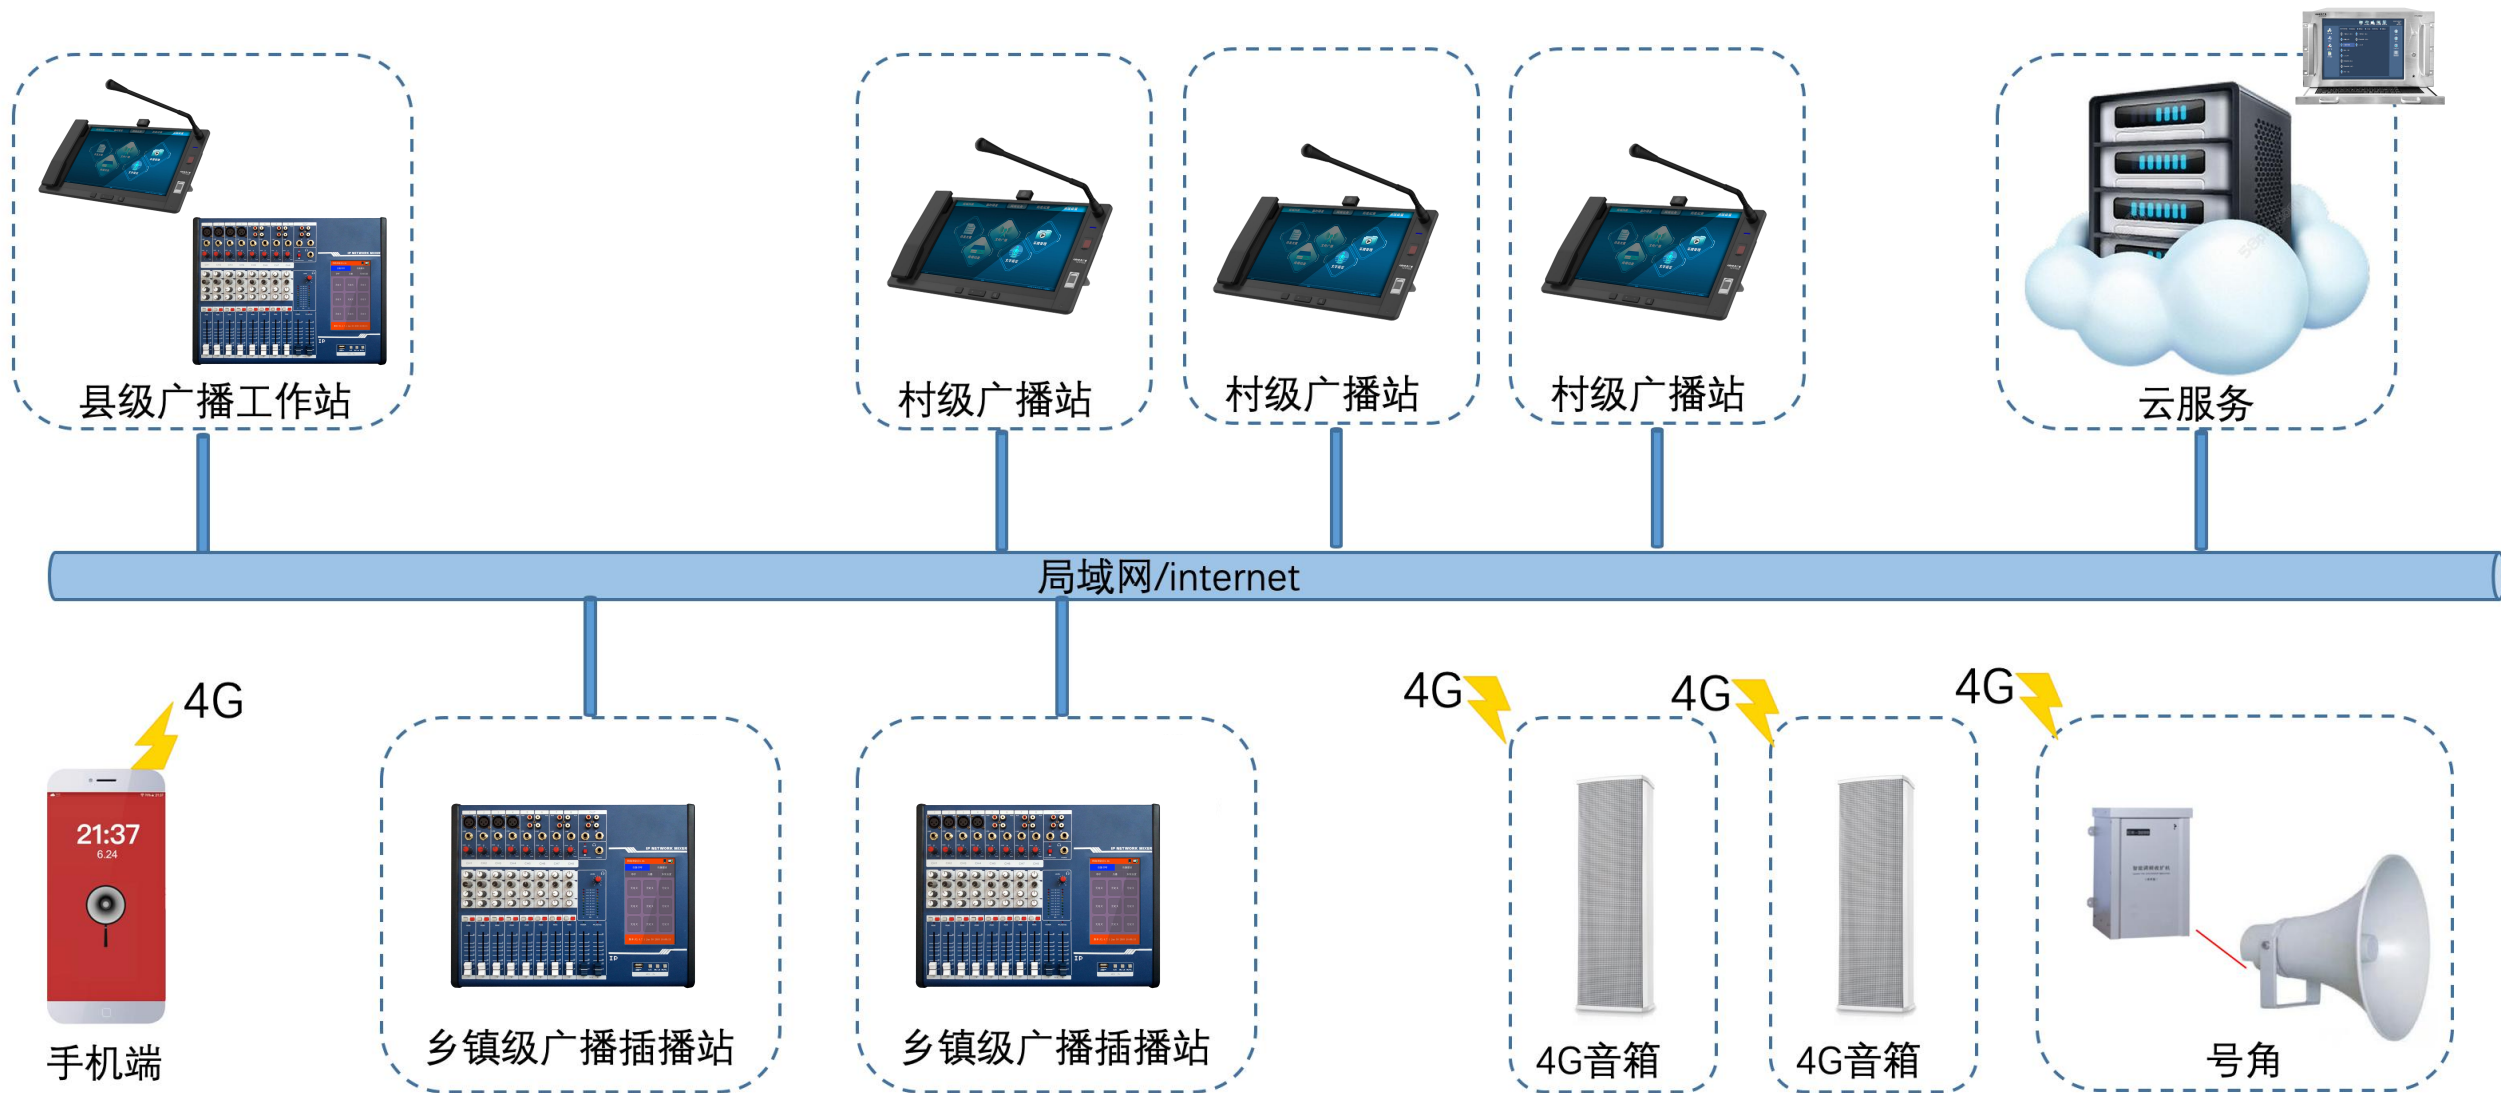 县级广播工作站
村级广播站
村级广播站
村级广播站
云服务
局域网/internet
4G
4G
4G
4G
21:37
6.24
IP NETWORK MIXER
手机端
乡镇级广播插播站
乡镇级广播插播站
4G音箱
4G音箱
号角